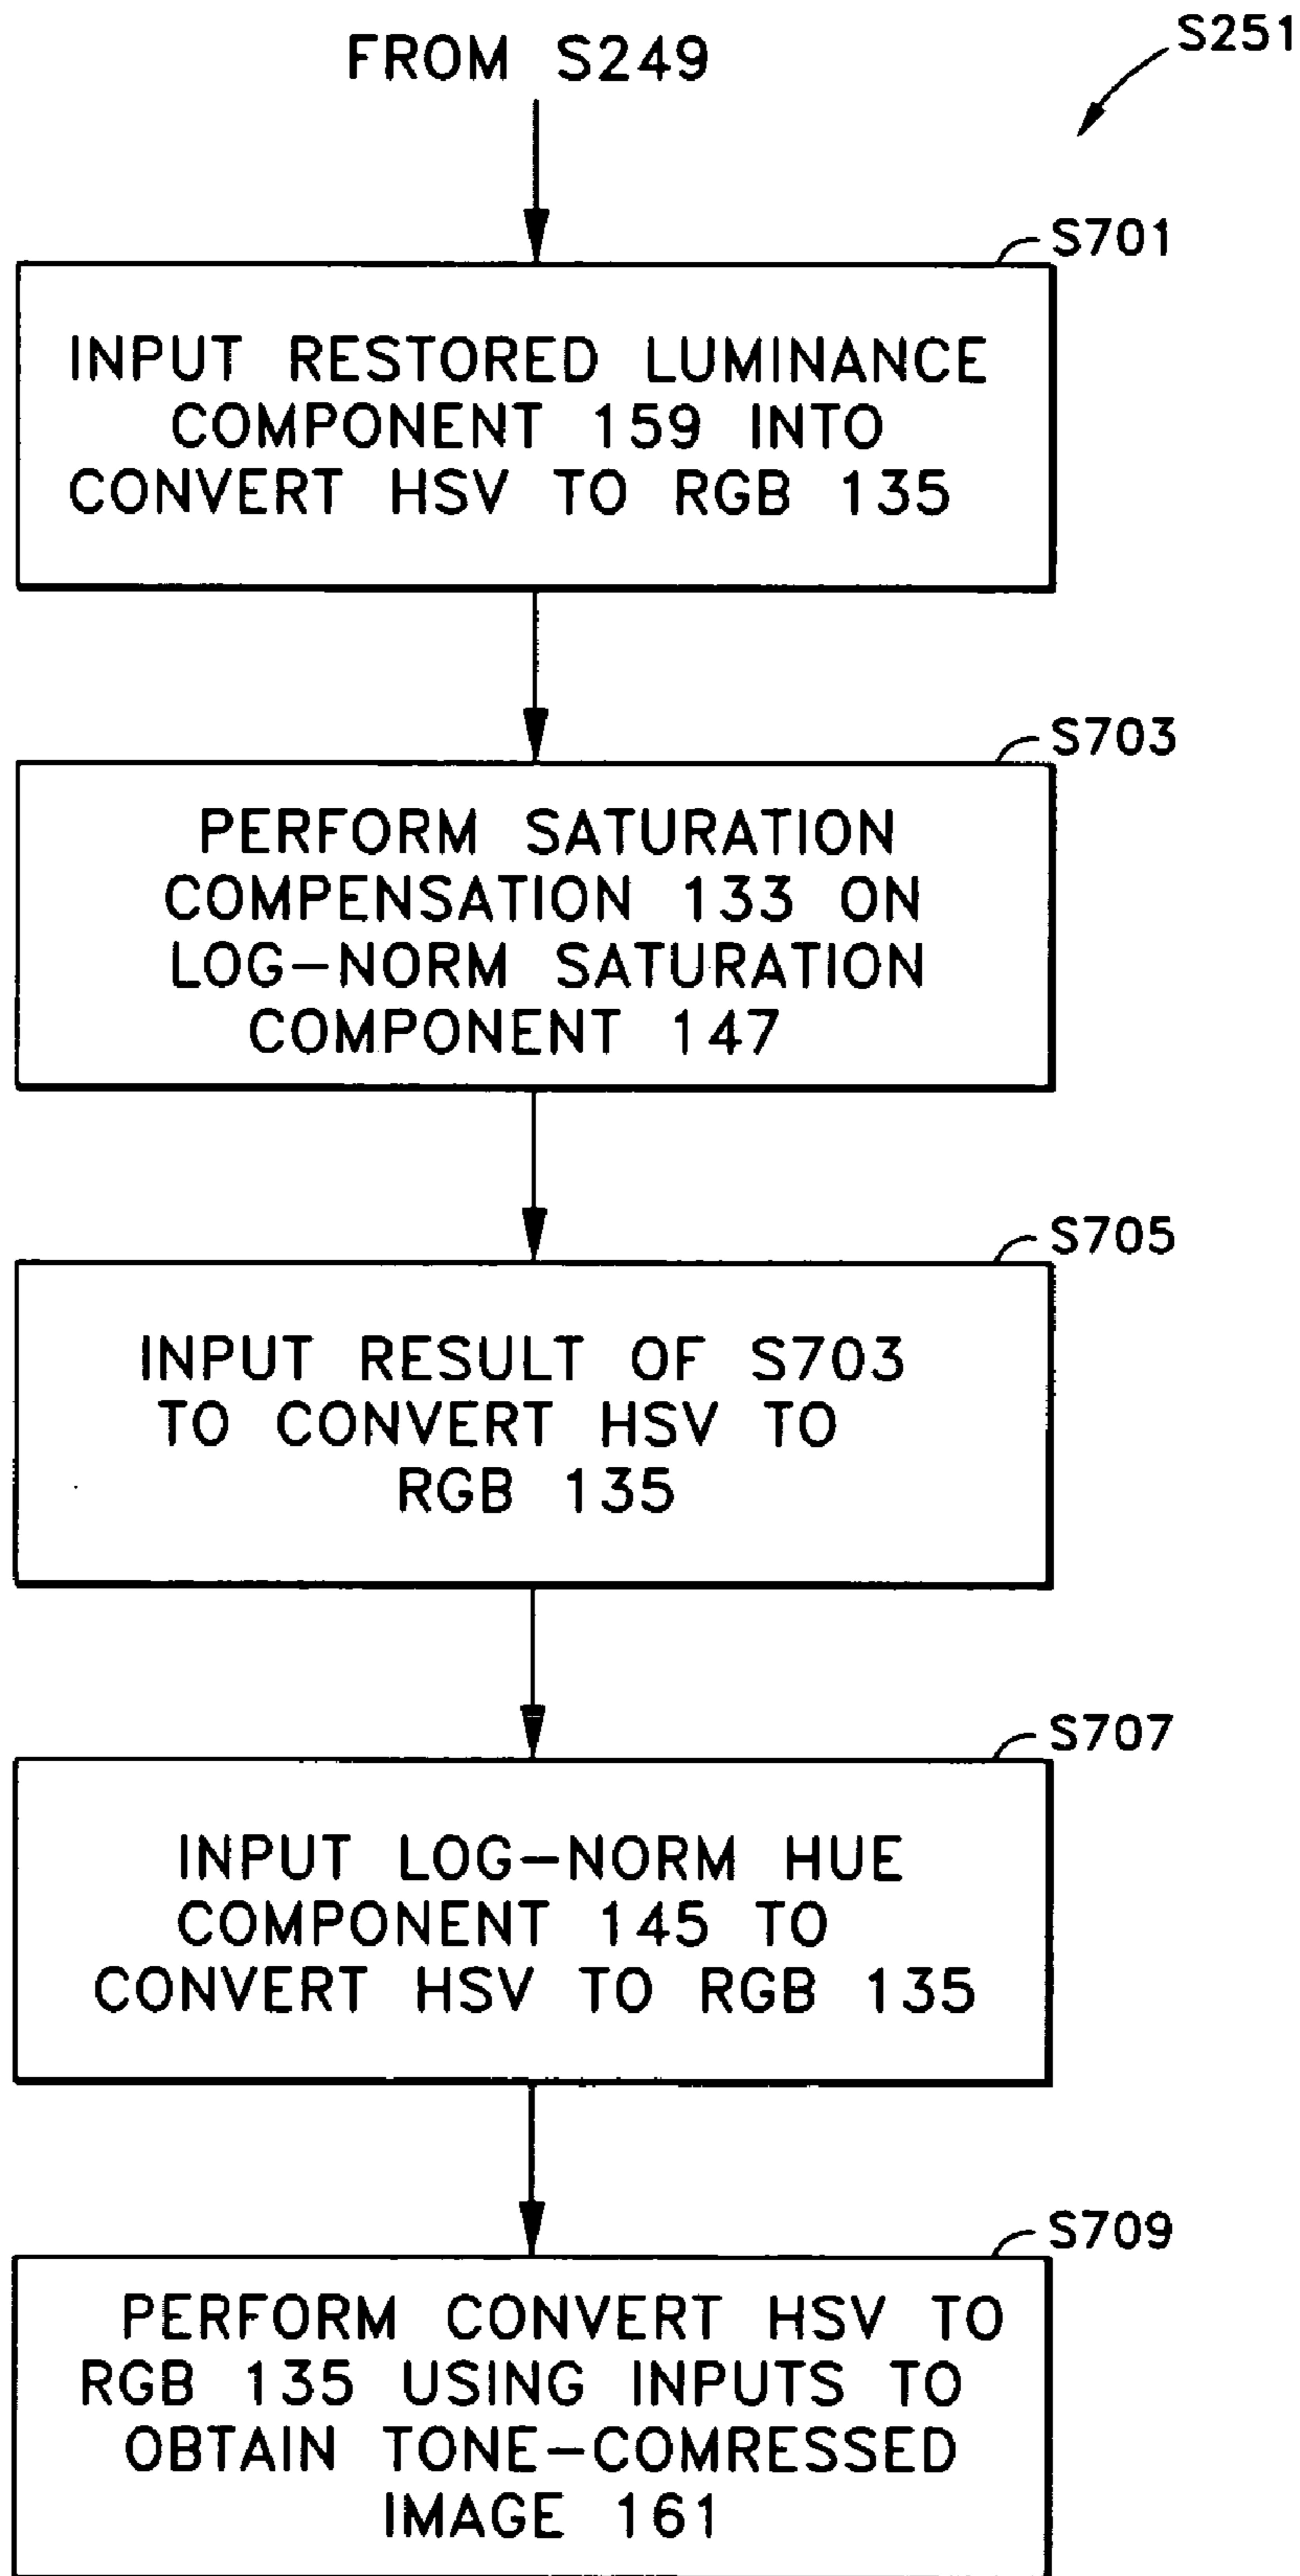 S251
FROM S249
S701
INPUT RESTORED LUMINANCE
COMPONENT 159 INTO
CONVERT HSV TO RGB 135
S703
PERFORM SATURATION
COMPENSATION 133 ON
LOG-NORM SATURATION
COMPONENT 147
S705
INPUT RESULT OF S703
TO CONVERT HSV TO
RGB 135
S707
INPUT LOG-NORM HUE
COMPONENT 145 TO
CONVERT HSV TO RGB 135
S709
PERFORM CONVERT HSV TO
RGB 135 USING INPUTS TO
OBTAIN TONE-COMRESSED
IMAGE 161